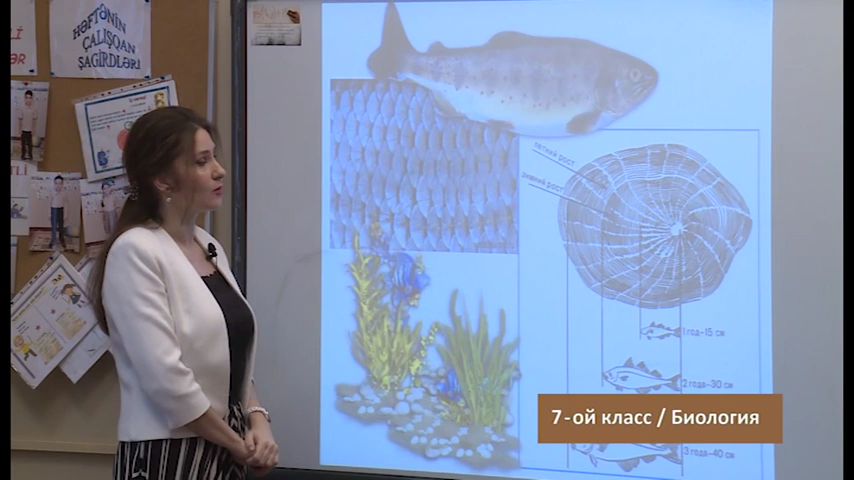 HƏFTƏNİN
ÇALIŞQAN
ŞAGİRDLƏRİ
летний рост
зимний рост
1 год-15 см
2 года-30 см
3 года-40 см
7-ой класс / Биология